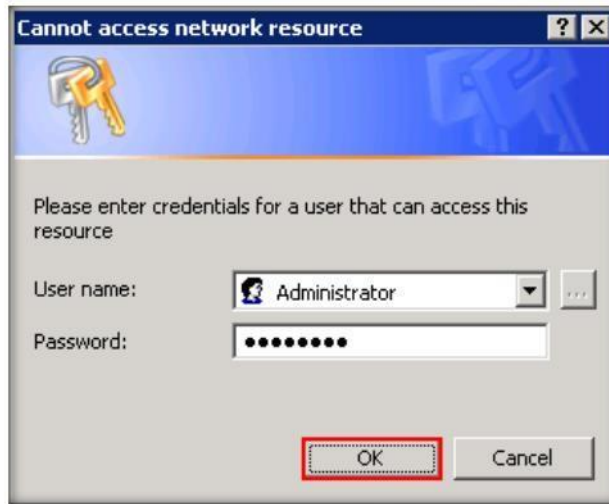 Cannot access network resource
Please enter credentials for a user that can access this
resource
User name:
Administrator
...
Password:
●●●●●●●●
OK
Cancel